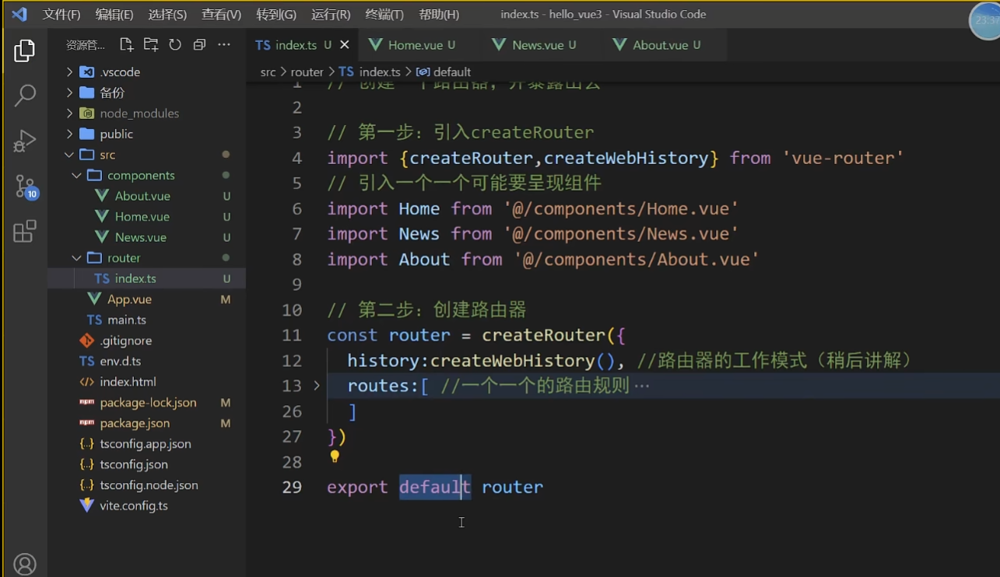 文件(F) 编辑(E) 选择(S) 查看(V) 转到(G) 运行(R) 终端(T) 帮助(H) index.ts - hello_vue3 - Visual Studio Code
23:37
资源管...
TS index.ts U
Home.vue U
News.vue U
About.vue U
src > router > TS index.ts > default
.vscode
备份
node_modules
public
src
components
About.vue U
Home.vue U
News.vue U
router
TS index.ts U
App.vue M
TS main.ts
.gitignore
TS env.d.ts
index.html
package-lock.json M
package.json M
tsconfig.app.json
tsconfig.json
tsconfig.node.json
vite.config.ts
10
1 // 创建一个路由器，并暴露出去
2
3 // 第一步：引入createRouter
4 import {createRouter,createWebHistory} from 'vue-router'
5 // 引入一个一个可能要呈现组件
6 import Home from '@/components/Home.vue'
7 import News from '@/components/News.vue'
8 import About from '@/components/About.vue'
9
10 // 第二步：创建路由器
11 const router = createRouter({
12 history:createWebHistory(), //路由器的工作模式（稍后讲解）
13 routes:[ //一个一个的路由规则 ···
26 ]
27 })
28
29 export default router